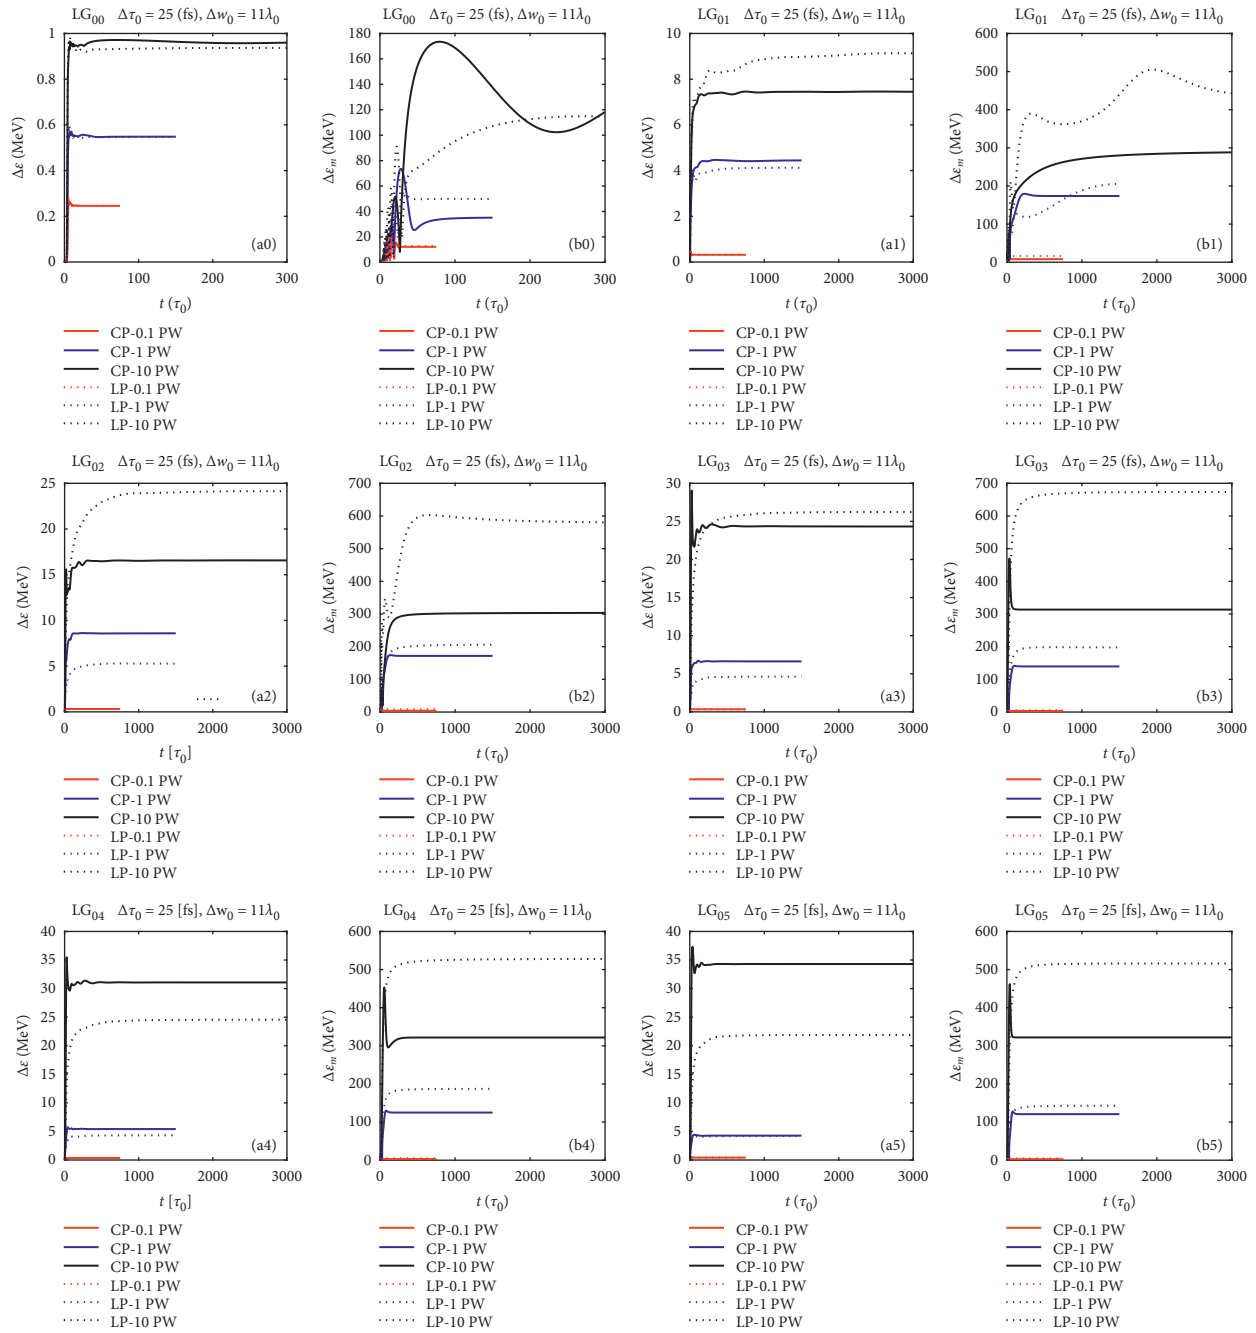 LG00 Δτ0 = 25 (fs), Δw0 = 11λ0
1
0.8
0.6
0.4
0.2
0
Δε (MeV)
(a0)
0 100 200 300
t (τ0)
CP-0.1 PW
CP-1 PW
CP-10 PW
LP-0.1 PW
LP-1 PW
LP-10 PW
LG00 Δτ0 = 25 (fs), Δw0 = 11λ0
180
160
140
120
100
80
60
40
20
0
Δεm (MeV)
(b0)
0 100 200 300
t (τ0)
CP-0.1 PW
CP-1 PW
CP-10 PW
LP-0.1 PW
LP-1 PW
LP-10 PW
LG01 Δτ0 = 25 (fs), Δw0 = 11λ0
10
8
6
4
2
0
Δε (MeV)
(a1)
0 1000 2000 3000
t (τ0)
CP-0.1 PW
CP-1 PW
CP-10 PW
LP-0.1 PW
LP-1 PW
LP-10 PW
LG01 Δτ0 = 25 (fs), Δw0 = 11λ0
600
500
400
300
200
100
0
Δεm (MeV)
(b1)
0 1000 2000 3000
t (τ0)
CP-0.1 PW
CP-1 PW
CP-10 PW
LP-0.1 PW
LP-1 PW
LP-10 PW
LG02 Δτ0 = 25 (fs), Δw0 = 11λ0
25
20
15
10
5
0
Δε (MeV)
(a2)
0 1000 2000 3000
t [τ0]
CP-0.1 PW
CP-1 PW
CP-10 PW
LP-0.1 PW
LP-1 PW
LP-10 PW
LG02 Δτ0 = 25 (fs), Δw0 = 11λ0
700
600
500
400
300
200
100
0
Δεm (MeV)
(b2)
0 1000 2000 3000
t (τ0)
CP-0.1 PW
CP-1 PW
CP-10 PW
LP-0.1 PW
LP-1 PW
LP-10 PW
LG03 Δτ0 = 25 (fs), Δw0 = 11λ0
30
25
20
15
10
5
0
Δε (MeV)
(a3)
0 1000 2000 3000
t (τ0)
CP-0.1 PW
CP-1 PW
CP-10 PW
LP-0.1 PW
LP-1 PW
LP-10 PW
LG03 Δτ0 = 25 (fs), Δw0 = 11λ0
700
600
500
400
300
200
100
0
Δεm (MeV)
(b3)
0 1000 2000 3000
t (τ0)
CP-0.1 PW
CP-1 PW
CP-10 PW
LP-0.1 PW
LP-1 PW
LP-10 PW
LG04 Δτ0 = 25 [fs], Δw0 = 11λ0
40
35
30
25
20
15
10
5
0
Δε (MeV)
(a4)
0 1000 2000 3000
t [τ0]
CP-0.1 PW
CP-1 PW
CP-10 PW
LP-0.1 PW
LP-1 PW
LP-10 PW
LG04 Δτ0 = 25 [fs], Δw0 = 11λ0
600
500
400
300
200
100
0
Δεm (MeV)
(b4)
0 1000 2000 3000
t (τ0)
CP-0.1 PW
CP-1 PW
CP-10 PW
LP-0.1 PW
LP-1 PW
LP-10 PW
LG05 Δτ0 = 25 [fs], Δw0 = 11λ0
40
35
30
25
20
15
10
5
0
Δε (MeV)
(a5)
0 1000 2000 3000
t (τ0)
CP-0.1 PW
CP-1 PW
CP-10 PW
LP-0.1 PW
LP-1 PW
LP-10 PW
LG05 Δτ0 = 25 [fs], Δw0 = 11λ0
600
500
400
300
200
100
0
Δεm (MeV)
(b5)
0 1000 2000 3000
t (τ0)
CP-0.1 PW
CP-1 PW
CP-10 PW
LP-0.1 PW
LP-1 PW
LP-10 PW